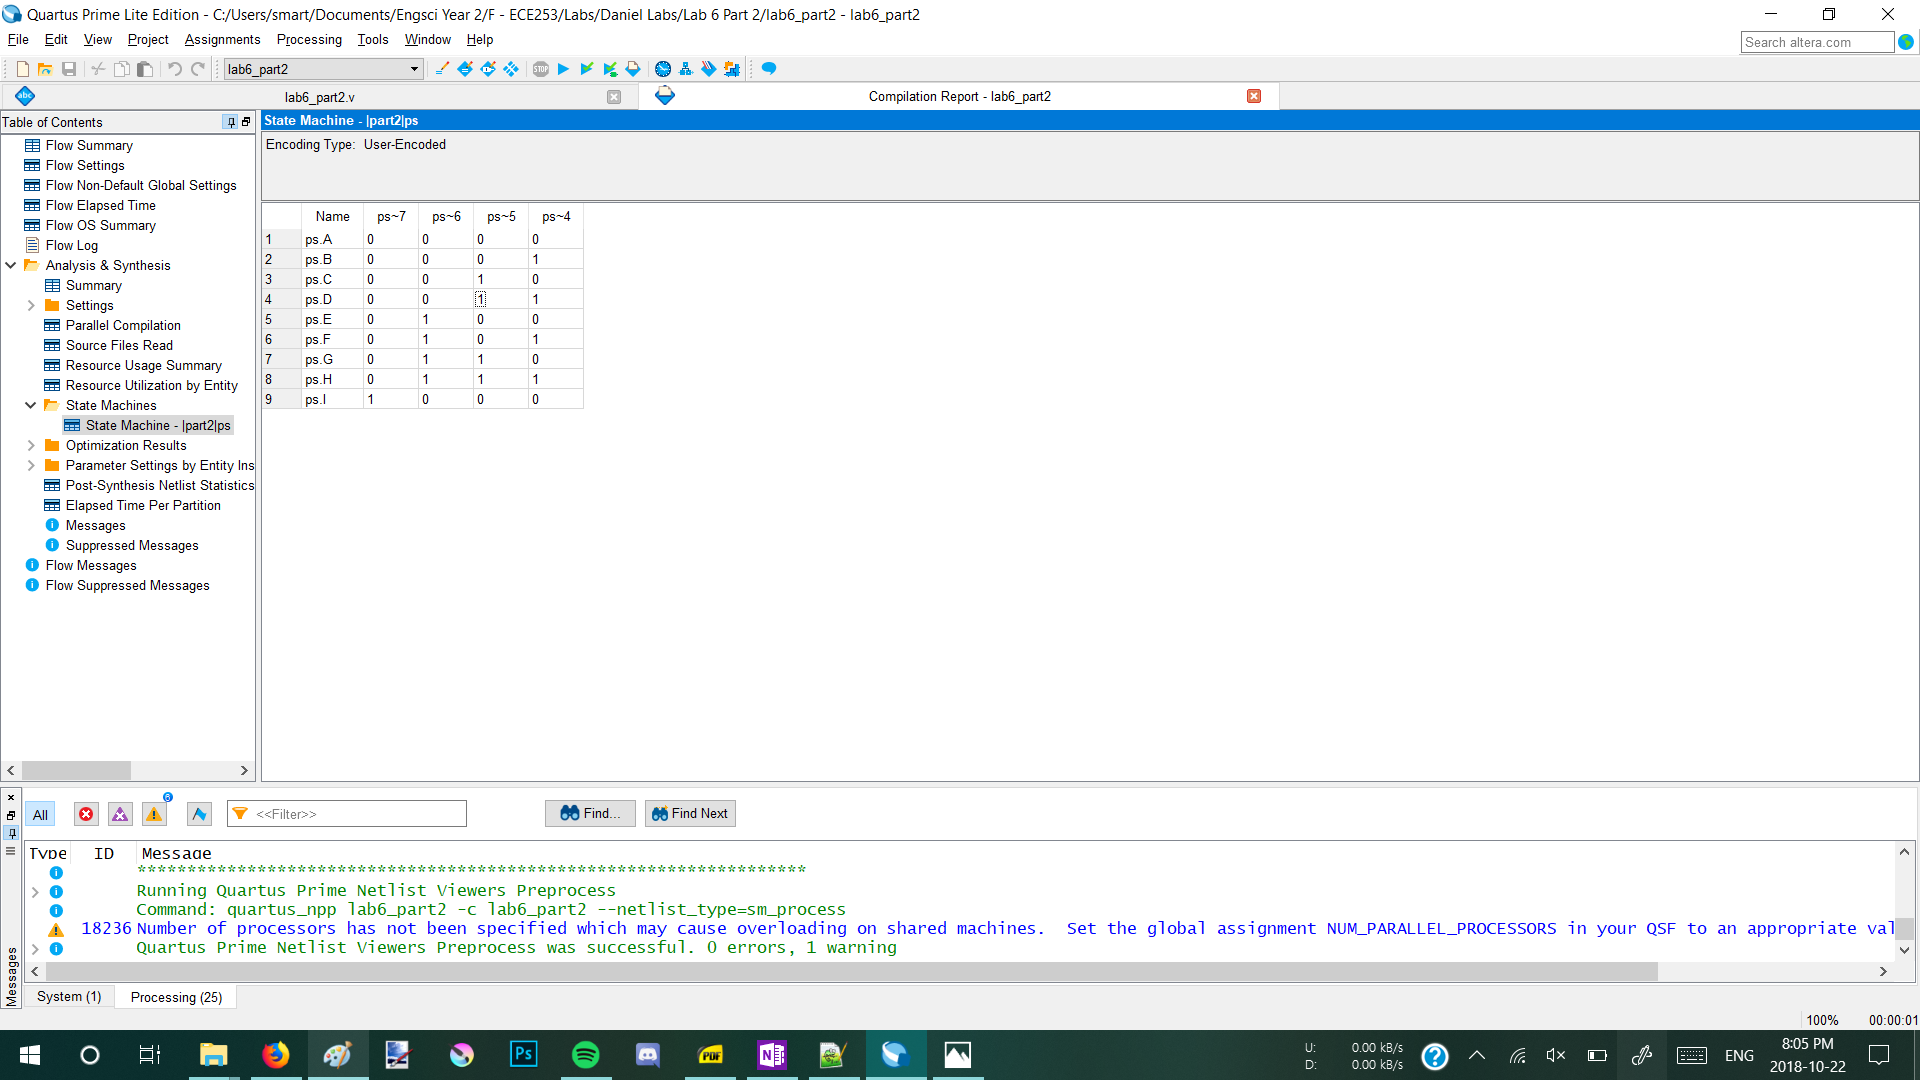 Quartus Prime Lite Edition - C:/Users/smart/Documents/Engsci Year 2/F - ECE253/Labs/Daniel Labs/Lab 6 Part 2/lab6_part2 - lab6_part2
File Edit View Project Assignments Processing Tools Window Help
Search altera.com
STOP
lab6_part2
abc
lab6_part2.v
Compilation Report - lab6_part2
Table of Contents
Flow Summary
Flow Settings
Flow Non-Default Global Settings
Flow Elapsed Time
Flow OS Summary
Flow Log
Analysis & Synthesis
Summary
Settings
Parallel Compilation
Source Files Read
Resource Usage Summary
Resource Utilization by Entity
State Machines
State Machine - |part2|ps
Optimization Results
Parameter Settings by Entity Ins
Post-Synthesis Netlist Statistics
Elapsed Time Per Partition
Messages
Suppressed Messages
Flow Messages
Flow Suppressed Messages
State Machine - |part2|ps
Encoding Type: User-Encoded
Name ps~7 ps~6 ps~5 ps~4
1 ps.A 0 0 0 0
2 ps.B 0 0 0 1
3 ps.C 0 0 1 0
4 ps.D 0 0 1 1
5 ps.E 0 1 0 0
6 ps.F 0 1 0 1
7 ps.G 0 1 1 0
8 ps.H 0 1 1 1
9 ps.I 1 0 0 0
All
6
<<Filter>>
Find...
Find Next
Type ID Message
*******************************************************************
Running Quartus Prime Netlist Viewers Preprocess
Command: quartus_npp lab6_part2 -c lab6_part2 --netlist_type=sm_process
18236 Number of processors has not been specified which may cause overloading on shared machines.  Set the global assignment NUM_PARALLEL_PROCESSORS in your QSF to an appropriate val
Quartus Prime Netlist Viewers Preprocess was successful. 0 errors, 1 warning
Messages
System (1)
Processing (25)
100% 00:00:01
Ps
PDF
N
U: 0.00 kB/s
D: 0.00 kB/s
ENG
8:05 PM
2018-10-22